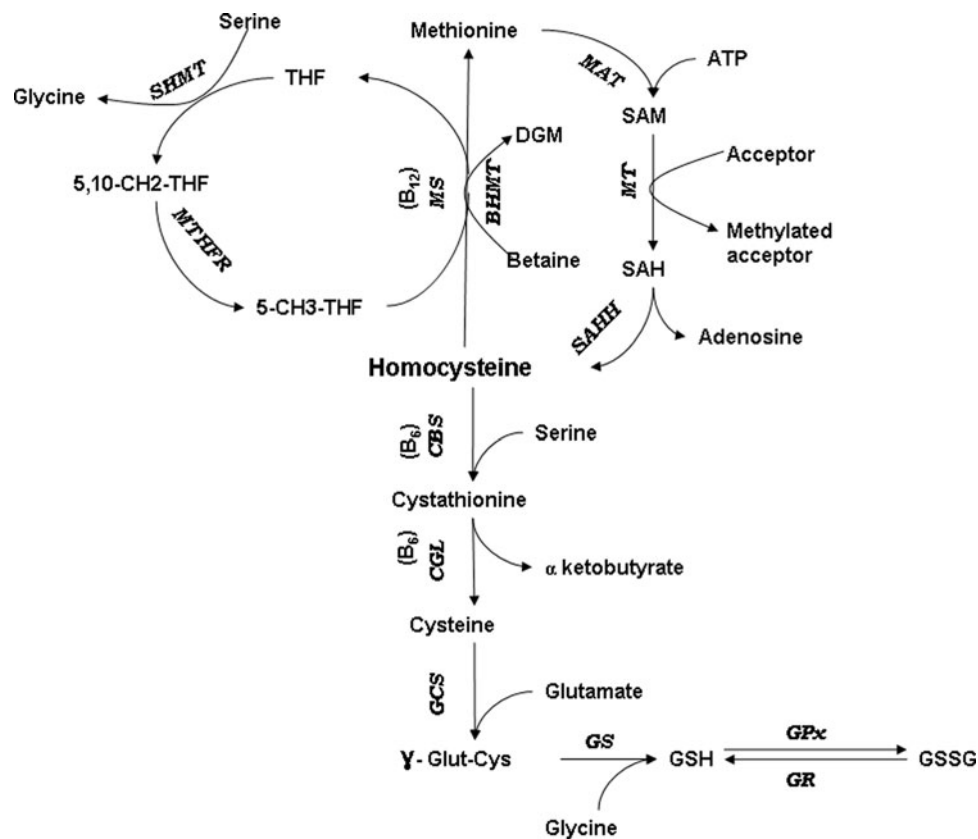 Serine
Methionine
SHMT
THF
MAT
ATP
Glycine
SAM
DGM
5,10-CH2-THF
(B12)
MS
BHMT
MT
Acceptor
MTHFR
Betaine
Methylated
acceptor
SAH
5-CH3-THF
SAHH
Adenosine
Homocysteine
(B6)
CBS
Serine
Cystathionine
(B6)
CGL
α ketobutyrate
Cysteine
GCS
Glutamate
γ- Glut-Cys
GS
GSH
GPx
GR
GSSG
Glycine